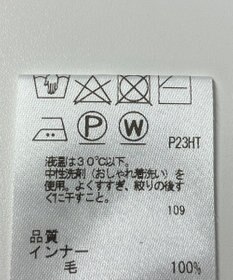 P W P23HT
液温は30℃以下。
中性洗剤(おしゃれ着洗い)を
使用。よくすすぎ、絞りの後す
ぐに干すこと。
109
品質
インナー
毛 100%